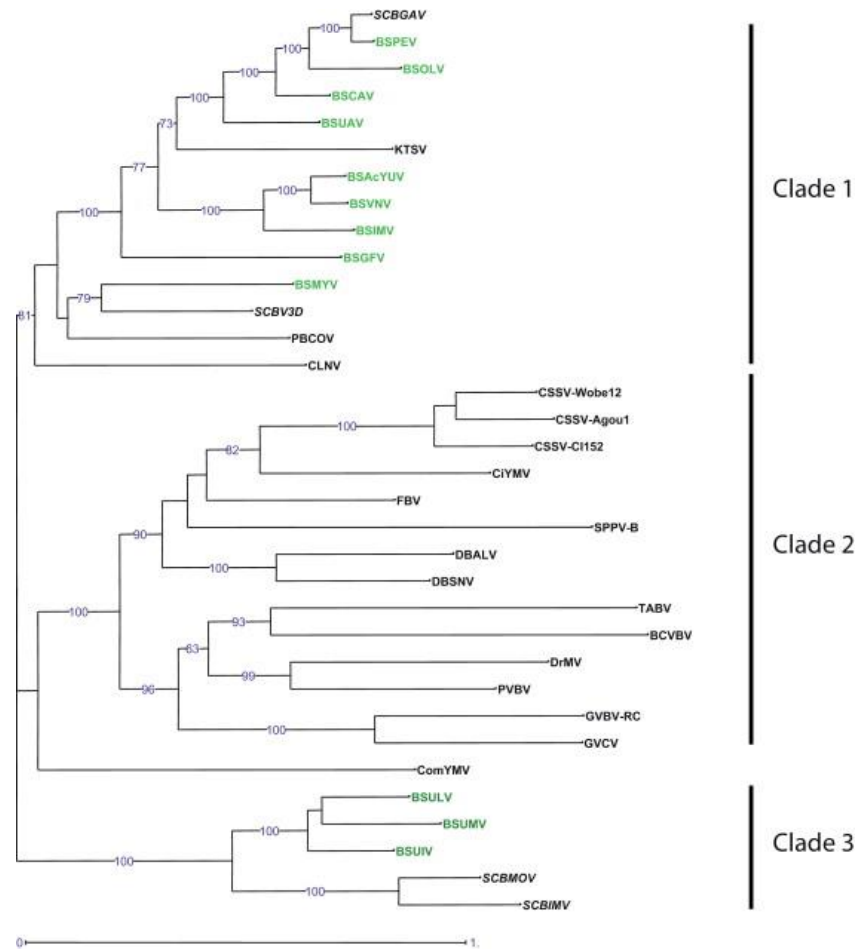 SCBGAV
100
BSPEV
100
BSOLV
100
BSCAV
100
BSUAV
73
KTSV
77
BSAcYUV
100
BSVNV
100
BSIMV
100
BSGFV
BSMYV
79
SCBV3D
81
PBCOV
CLNV
Clade 1
CSSV-Wobe12
CSSV-Agou1
100
CSSV-CI152
82
CiYMV
FBV
SPPV-B
90
DBALV
100
DBSNV
100
TABV
93
BCVBV
63
DrMV
99
PVBV
96
GVBV-RC
100
GVCV
ComYMV
Clade 2
BSULV
BSUMV
100
BSUIV
100
SCBMOV
100
SCBIMV
Clade 3
0 1.